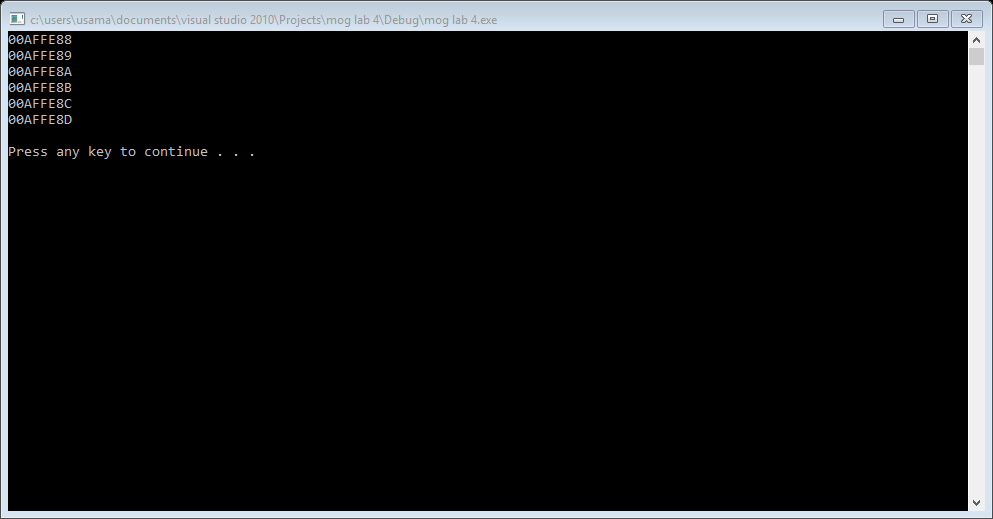 c:\users\usama\documents\visual studio 2010\Projects\mog lab 4\Debug\mog lab 4.exe
00AFFE88
00AFFE89
00AFFE8A
00AFFE8B
00AFFE8C
00AFFE8D
Press any key to continue . . .